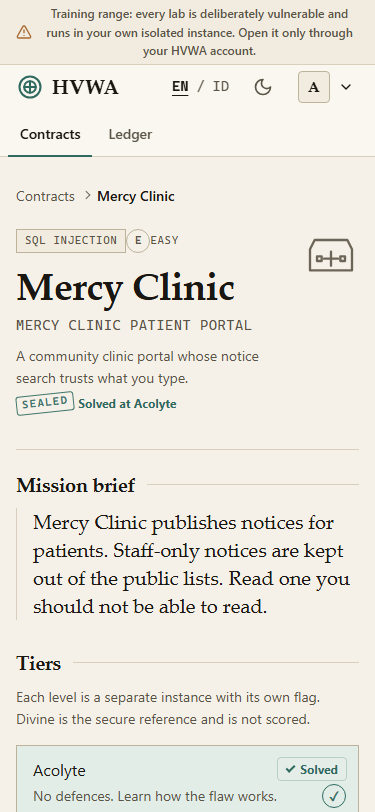 Training range: every lab is deliberately vulnerable and
runs in your own isolated instance. Open it only through
your HVWA account.
HVWA
EN / ID
A
Contracts
Ledger
Contracts > Mercy Clinic
SQL INJECTION
E EASY
Mercy Clinic
MERCY CLINIC PATIENT PORTAL
A community clinic portal whose notice
search trusts what you type.
SEALED Solved at Acolyte
Mission brief
Mercy Clinic publishes notices for
patients. Staff-only notices are kept
out of the public lists. Read one you
should not be able to read.
Tiers
Each level is a separate instance with its own flag.
Divine is the secure reference and is not scored.
Acolyte
Solved
No defences. Learn how the flaw works.